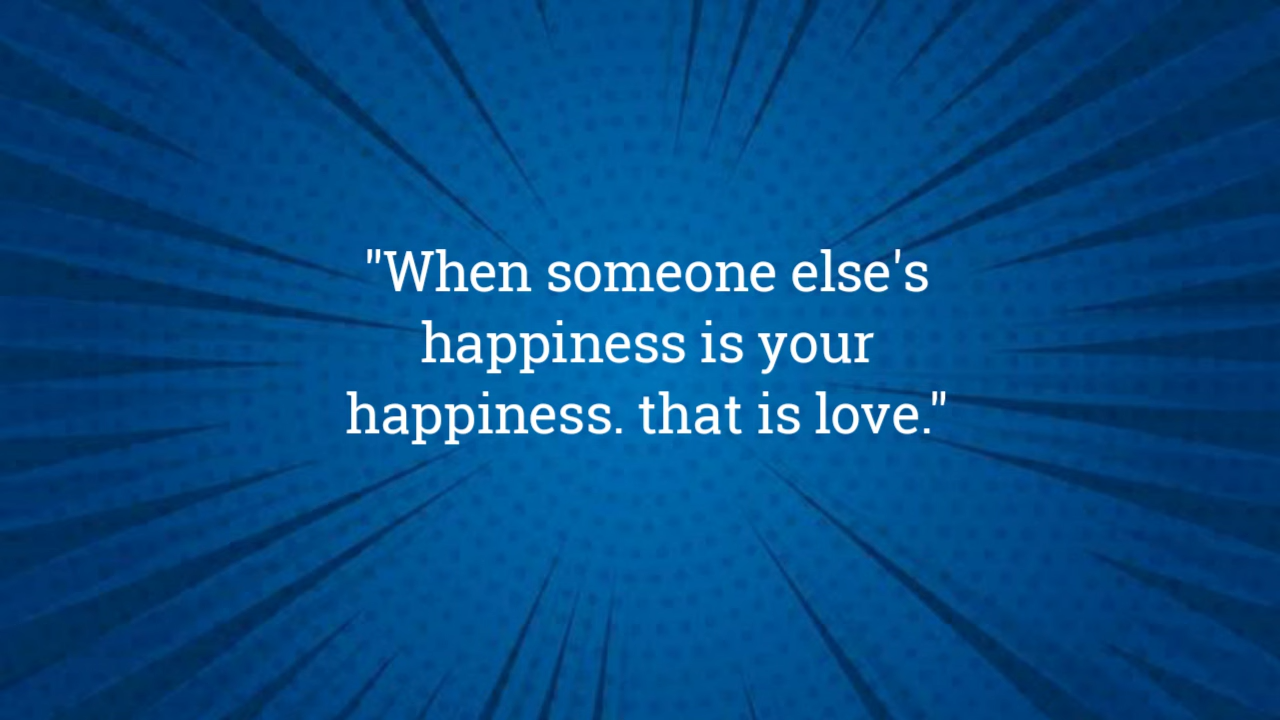 "When someone else's
happiness is your
happiness. that is love."